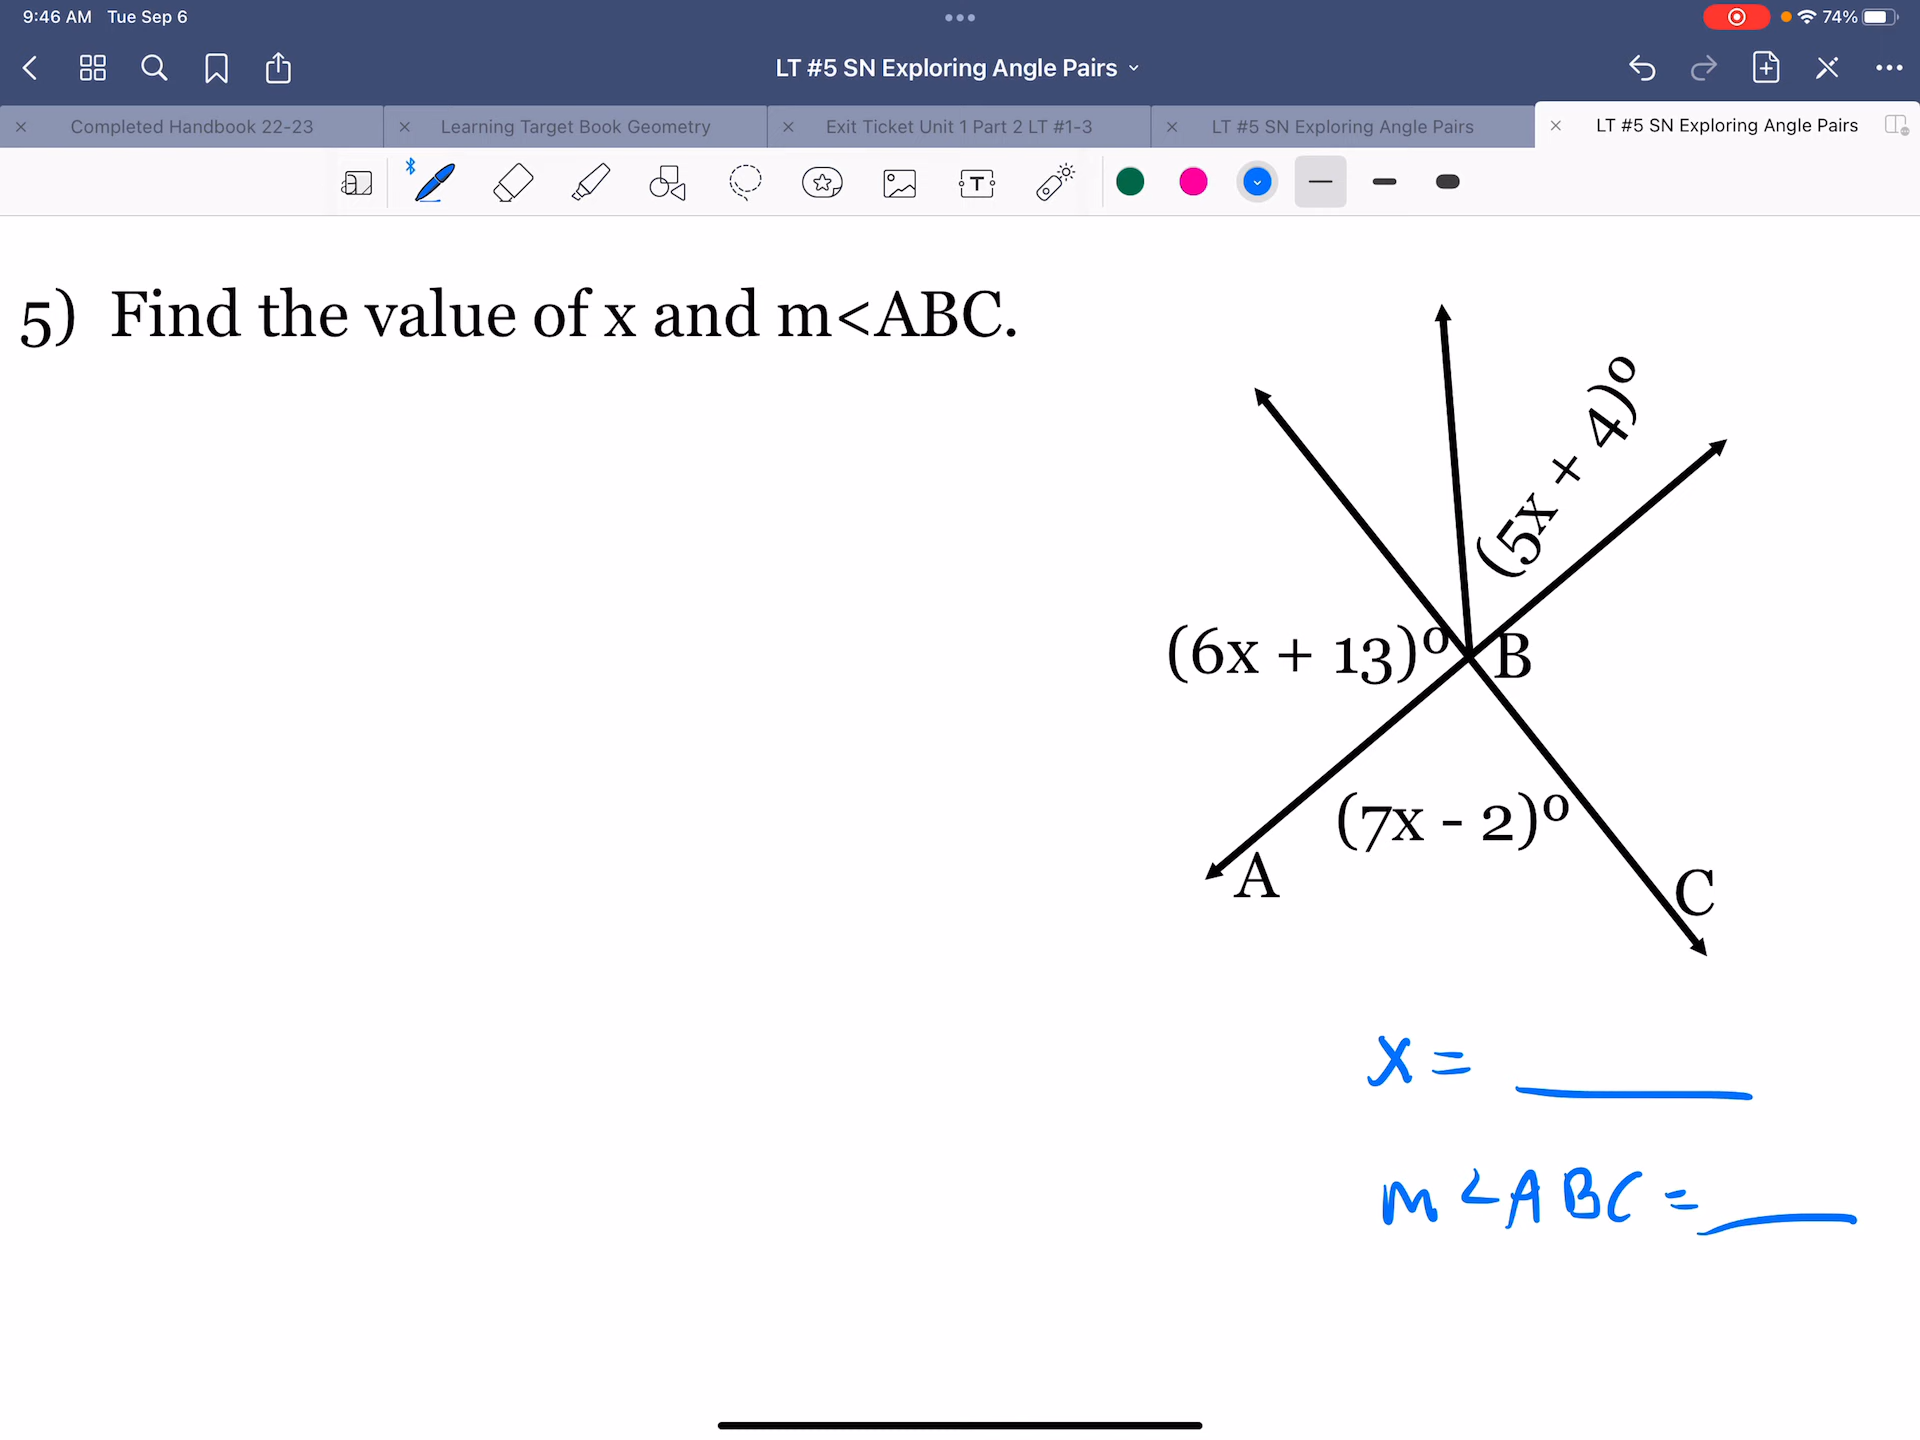 9:46 AM Tue Sep 6
74%
LT #5 SN Exploring Angle Pairs
Completed Handbook 22-23
Learning Target Book Geometry
Exit Ticket Unit 1 Part 2 LT #1-3
LT #5 SN Exploring Angle Pairs
LT #5 SN Exploring Angle Pairs
5) Find the value of x and m<ABC.
(5x + 4)º
(6x + 13)º
B
(7x - 2)º
A
C
x = ____
m<ABC = ____